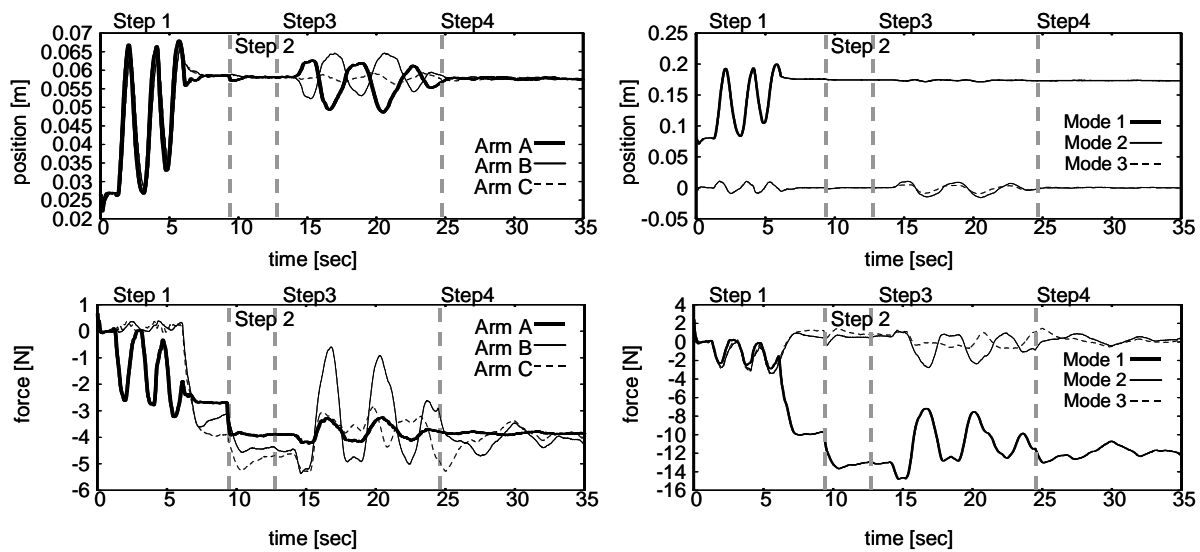 Step 1 Step3 Step4
Step 2
0.07
0.065
0.06
0.055
0.05
0.045
0.04
0.035
0.03
0.025
0.02
position [m]
Arm A
Arm B
Arm C
0 5 10 15 20 25 30 35
time [sec]
Step 1 Step3 Step4
Step 2
0.25
0.20
0.15
0.10
0.05
0
-0.05
position [m]
Mode 1
Mode 2
Mode 3
0 5 10 15 20 25 30 35
time [sec]
Step 1 Step3 Step4
Step 2
1
0
-1
-2
-3
-4
-5
-6
force [N]
Arm A
Arm B
Arm C
0 5 10 15 20 25 30 35
time [sec]
Step 1 Step3 Step4
Step 2
4
2
0
-2
-4
-6
-8
-10
-12
-14
-16
force [N]
Mode 1
Mode 2
Mode 3
0 5 10 15 20 25 30 35
time [sec]